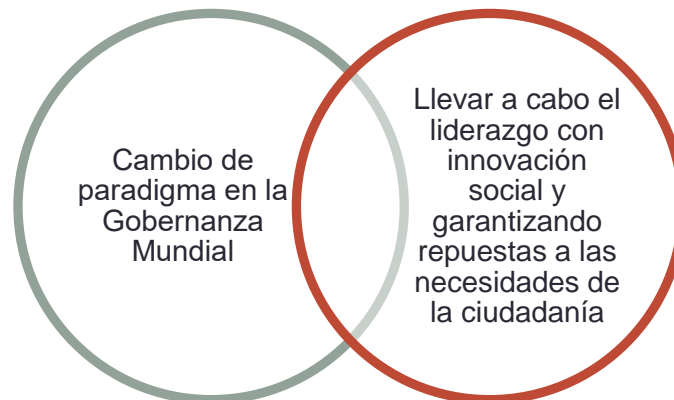 Cambio de
paradigma en la
Gobernanza
Mundial
Llevar a cabo el
liderazgo con
innovación
social y
garantizando
repuestas a las
necesidades de
la ciudadanía